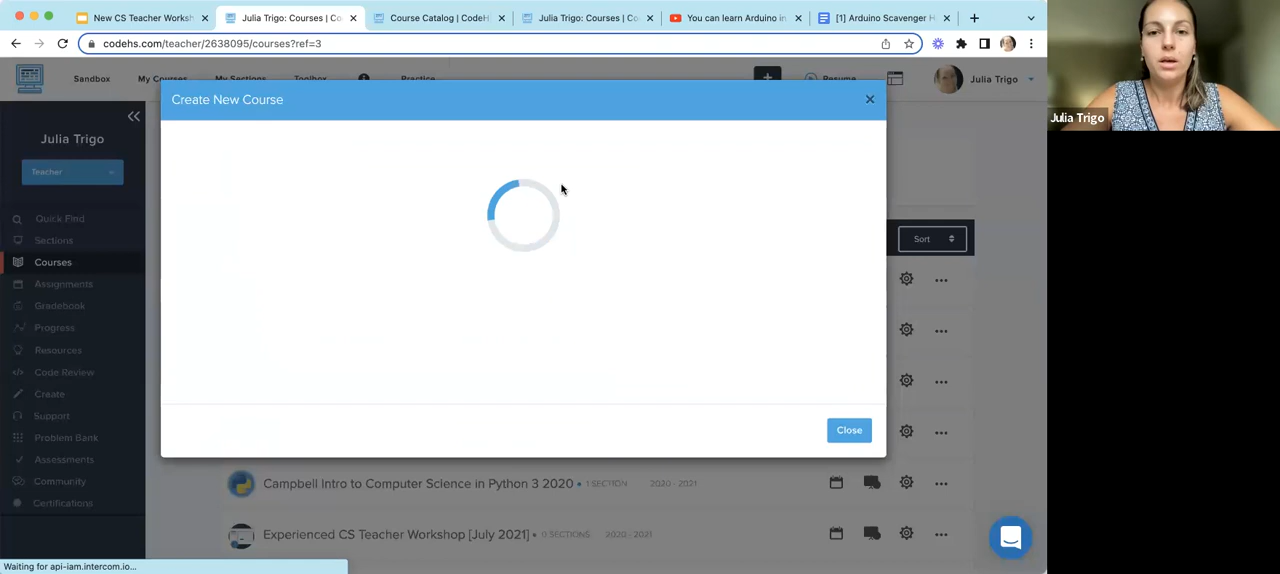 New CS Teacher Worksh
Julia Trigo: Courses | Co
Course Catalog | CodeH
Julia Trigo: Courses | Co
You can learn Arduino in
[1] Arduino Scavenger H
codehs.com/teacher/2638095/courses?ref=3
Sandbox
My Courses
My Sections
Toolbox
Practice
Resume
Julia Trigo
Create New Course
Julia Trigo
Julia Trigo
Teacher
Quick Find
Sections
Courses
Assignments
Gradebook
Progress
Resources
Code Review
Create
Support
Problem Bank
Assessments
Community
Certifications
Sort
Close
Campbell Intro to Computer Science in Python 3 2020 • 1 SECTION 2020 - 2021
Experienced CS Teacher Workshop [July 2021] • 0 SECTIONS 2020 - 2021
Waiting for api-iam.intercom.io...